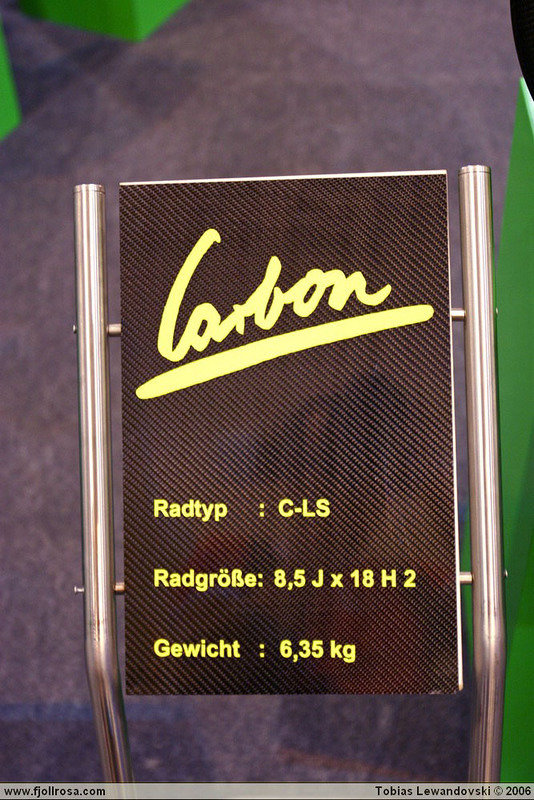 Carbon
Radtyp : C-LS
Radgröße: 8,5 J x 18 H 2
Gewicht : 6,35 kg
www.fjollrosa.com
Tobias Lewandovski © 2006